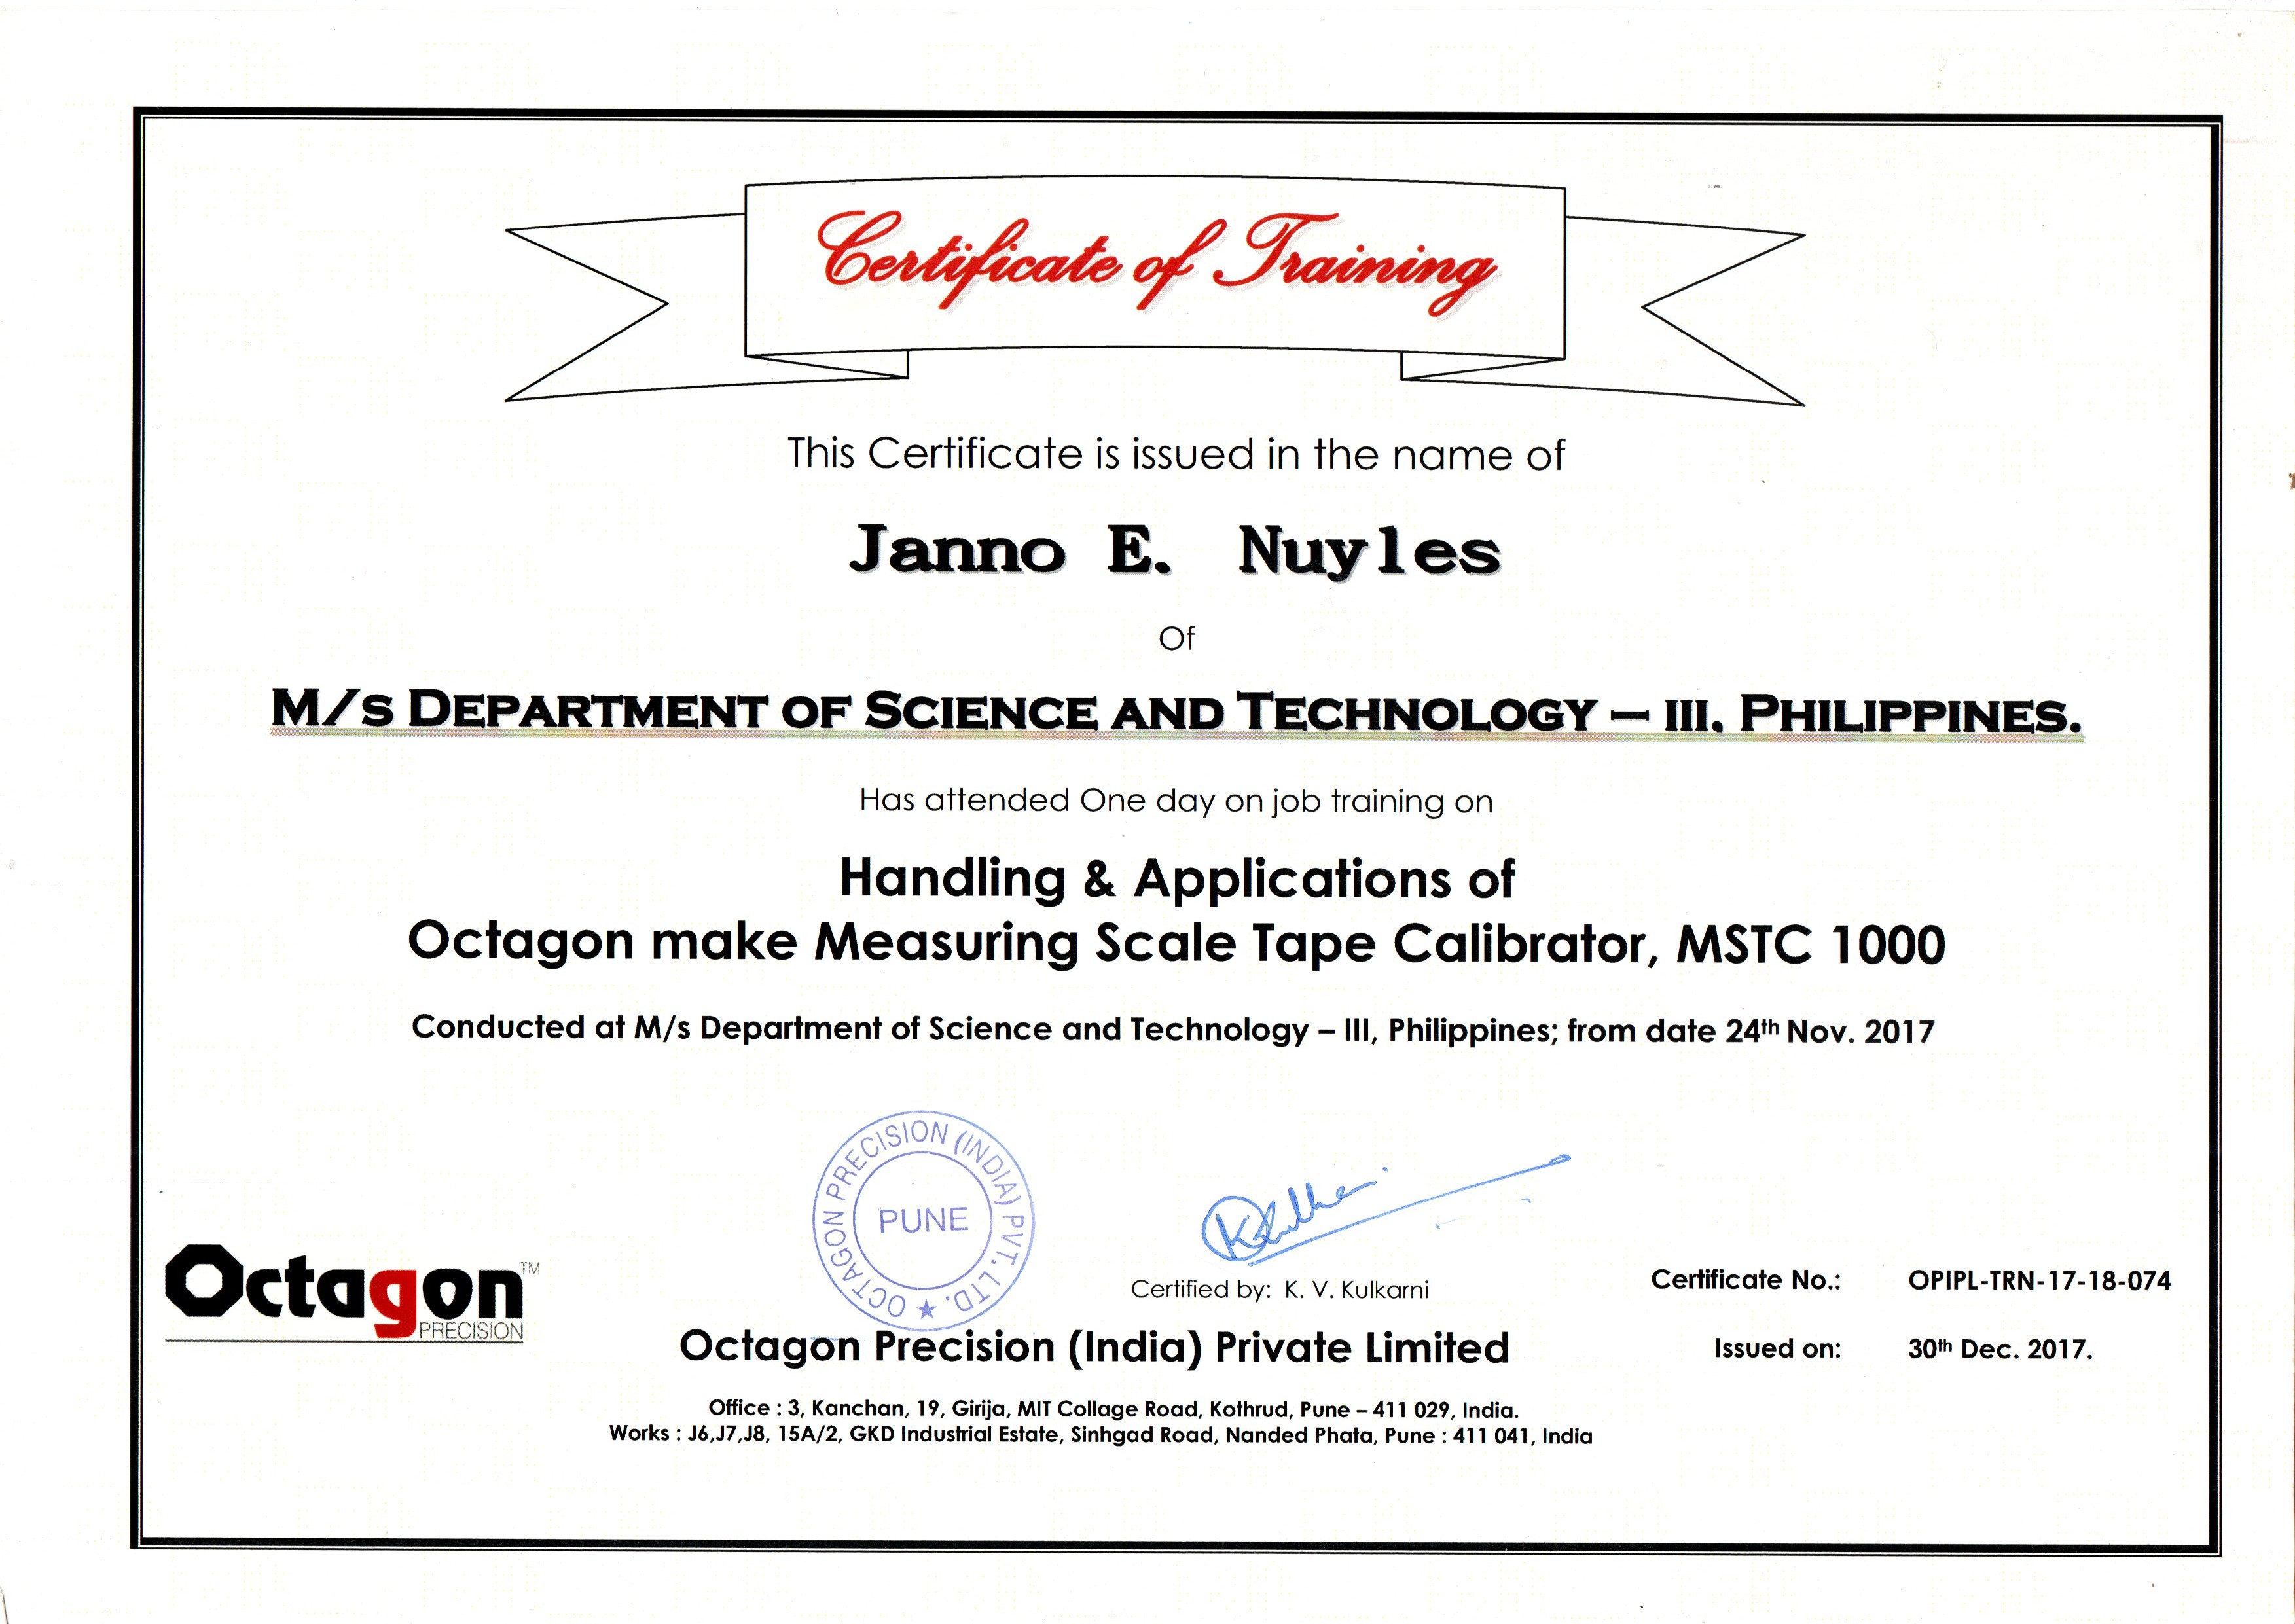 Certificate of Training
This Certificate is issued in the name of
Janno E. Nuyles
Of
M/S DEPARTMENT OF SCIENCE AND TECHNOLOGY – III, PHILIPPINES.
Has attended One day on job training on
Handling & Applications of
Octagon make Measuring Scale Tape Calibrator, MSTC 1000
Conducted at M/s Department of Science and Technology – III, Philippines; from date 24th Nov. 2017
OCTAGON PRECISION (INDIA) PVT. LTD. ★
PUNE
KKulkarni
Octagon™
PRECISION
Certified by: K. V. Kulkarni
Octagon Precision (India) Private Limited
Certificate No.: OPIPL-TRN-17-18-074
Issued on: 30th Dec. 2017.
Office : 3, Kanchan, 19, Girija, MIT Collage Road, Kothrud, Pune – 411 029, India.
Works : J6,J7,J8, 15A/2, GKD Industrial Estate, Sinhgad Road, Nanded Phata, Pune : 411 041, India